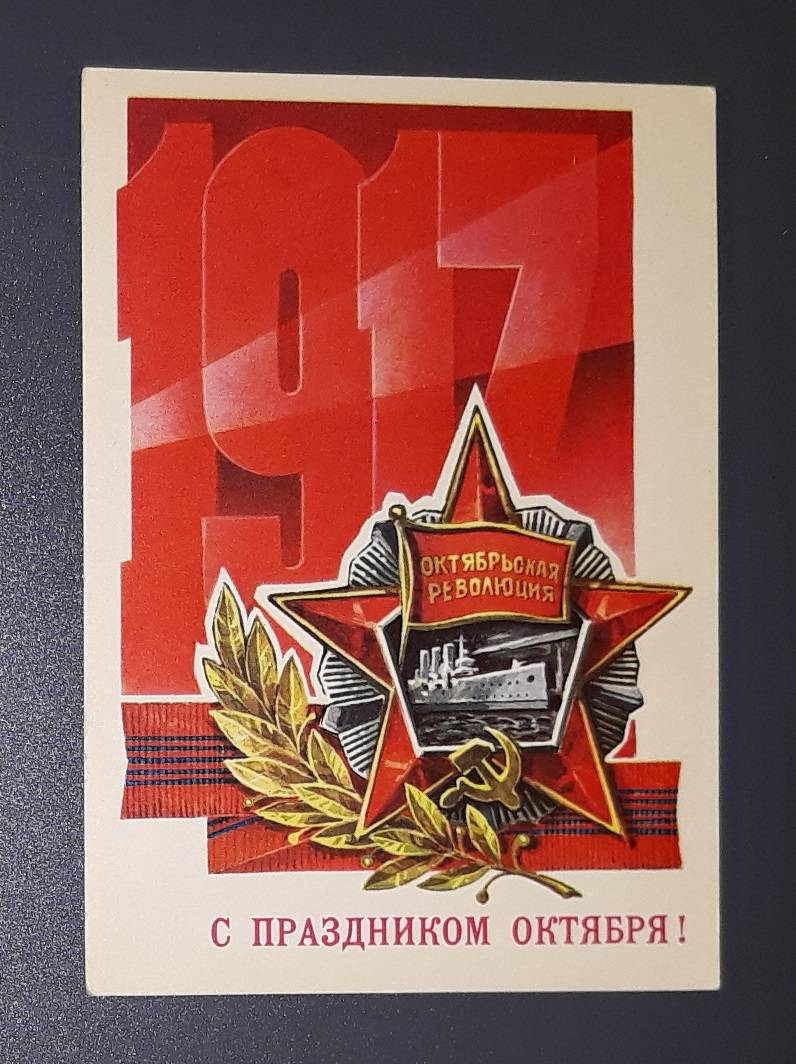 1917
ОКТЯБРЬСКАЯ
РЕВОЛЮЦИЯ
С ПРАЗДНИКОМ ОКТЯБРЯ!